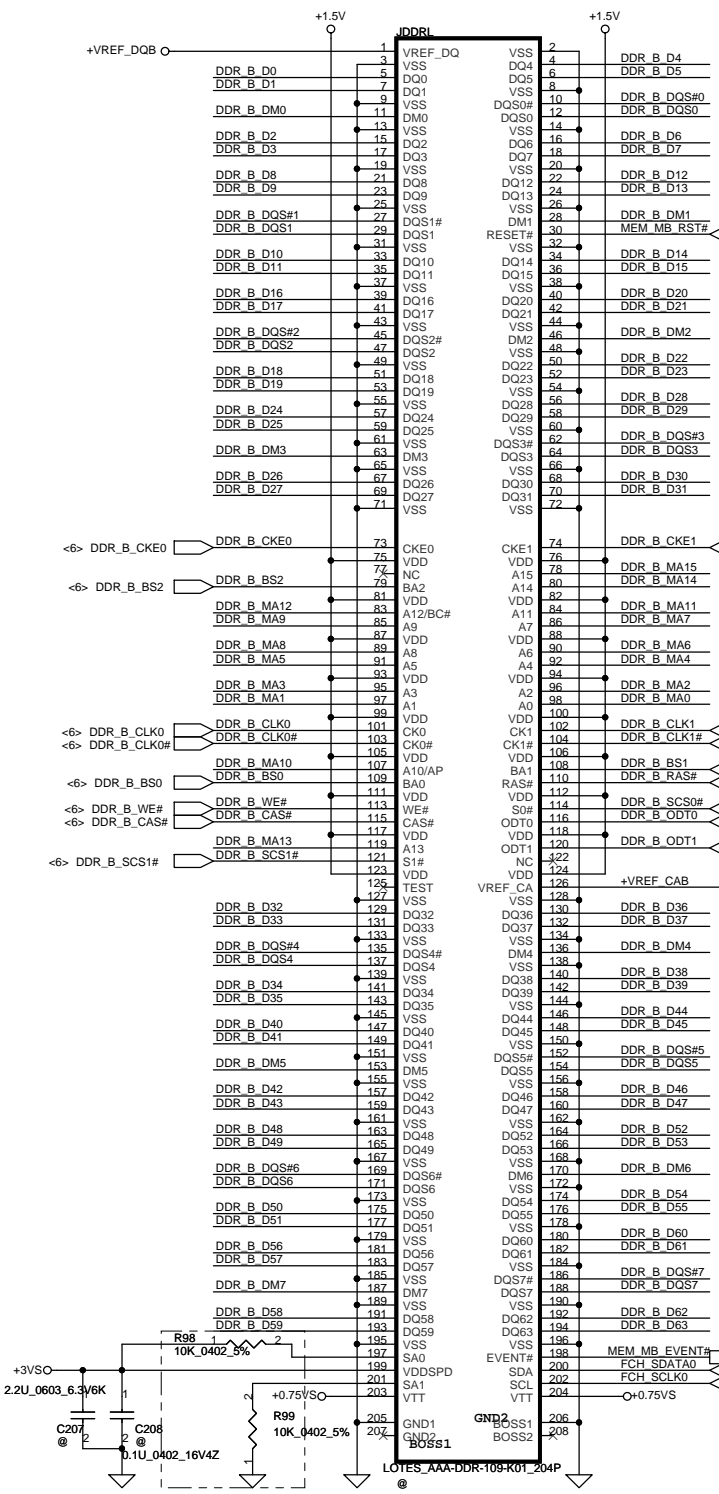 +1.5V +1.5V
JDDRL
+VREF_DQB 1 VREF_DQ VSS 2
3 VSS DQ4 4 DDR_B_D4
DDR_B_D0 5 DQ0 DQ5 6 DDR_B_D5
DDR_B_D1 7 DQ1 VSS 8
9 VSS DQS0# 10 DDR_B_DQS#0
DDR_B_DM0 11 DM0 DQS0 12 DDR_B_DQS0
13 VSS VSS 14
DDR_B_D2 15 DQ2 DQ6 16 DDR_B_D6
DDR_B_D3 17 DQ3 DQ7 18 DDR_B_D7
19 VSS VSS 20
DDR_B_D8 21 DQ8 DQ12 22 DDR_B_D12
DDR_B_D9 23 DQ9 DQ13 24 DDR_B_D13
25 VSS VSS 26
DDR_B_DQS#1 27 DQS1# DM1 28 DDR_B_DM1
DDR_B_DQS1 29 DQS1 RESET# 30 MEM_MB_RST#
31 VSS VSS 32
DDR_B_D10 33 DQ10 DQ14 34 DDR_B_D14
DDR_B_D11 35 DQ11 DQ15 36 DDR_B_D15
37 VSS VSS 38
DDR_B_D16 39 DQ16 DQ20 40 DDR_B_D20
DDR_B_D17 41 DQ17 DQ21 42 DDR_B_D21
43 VSS VSS 44
DDR_B_DQS#2 45 DQS2# DM2 46 DDR_B_DM2
DDR_B_DQS2 47 DQS2 VSS 48
49 VSS DQ22 50 DDR_B_D22
DDR_B_D18 51 DQ18 DQ23 52 DDR_B_D23
DDR_B_D19 53 DQ19 VSS 54
55 VSS DQ28 56 DDR_B_D28
DDR_B_D24 57 DQ24 DQ29 58 DDR_B_D29
DDR_B_D25 59 DQ25 VSS 60
61 VSS DQS3# 62 DDR_B_DQS#3
DDR_B_DM3 63 DM3 DQS3 64 DDR_B_DQS3
65 VSS VSS 66
DDR_B_D26 67 DQ26 DQ30 68 DDR_B_D30
DDR_B_D27 69 DQ27 DQ31 70 DDR_B_D31
71 VSS VSS 72
<6> DDR_B_CKE0 DDR_B_CKE0 73 CKE0 CKE1 74 DDR_B_CKE1
75 VDD VDD 76
77 NC A15 78 DDR_B_MA15
<6> DDR_B_BS2 DDR_B_BS2 79 BA2 A14 80 DDR_B_MA14
81 VDD VDD 82
DDR_B_MA12 83 A12/BC# A11 84 DDR_B_MA11
DDR_B_MA9 85 A9 A7 86 DDR_B_MA7
87 VDD VDD 88
DDR_B_MA8 89 A8 A6 90 DDR_B_MA6
DDR_B_MA5 91 A5 A4 92 DDR_B_MA4
93 VDD VDD 94
DDR_B_MA3 95 A3 A2 96 DDR_B_MA2
DDR_B_MA1 97 A1 A0 98 DDR_B_MA0
99 VDD VDD 100
<6> DDR_B_CLK0 DDR_B_CLK0 101 CK0 CK1 102 DDR_B_CLK1
<6> DDR_B_CLK0# DDR_B_CLK0# 103 CK0# CK1# 104 DDR_B_CLK1#
105 VDD VDD 106
DDR_B_MA10 107 A10/AP BA1 108 DDR_B_BS1
<6> DDR_B_BS0 DDR_B_BS0 109 BA0 RAS# 110 DDR_B_RAS#
111 VDD VDD 112
<6> DDR_B_WE# DDR_B_WE# 113 WE# S0# 114 DDR_B_SCS0#
<6> DDR_B_CAS# DDR_B_CAS# 115 CAS# ODT0 116 DDR_B_ODT0
117 VDD VDD 118
DDR_B_MA13 119 A13 ODT1 120 DDR_B_ODT1
<6> DDR_B_SCS1# DDR_B_SCS1# 121 S1# NC 122
123 VDD VDD 124
125 TEST VREF_CA 126 +VREF_CAB
127 VSS VSS 128
DDR_B_D32 129 DQ32 DQ36 130 DDR_B_D36
DDR_B_D33 131 DQ33 DQ37 132 DDR_B_D37
133 VSS VSS 134
DDR_B_DQS#4 135 DQS4# DM4 136 DDR_B_DM4
DDR_B_DQS4 137 DQS4 VSS 138
139 VSS DQ38 140 DDR_B_D38
DDR_B_D34 141 DQ34 DQ39 142 DDR_B_D39
DDR_B_D35 143 DQ35 VSS 144
145 VSS DQ44 146 DDR_B_D44
DDR_B_D40 147 DQ40 DQ45 148 DDR_B_D45
DDR_B_D41 149 DQ41 VSS 150
151 VSS DQS5# 152 DDR_B_DQS#5
DDR_B_DM5 153 DM5 DQS5 154 DDR_B_DQS5
155 VSS VSS 156
DDR_B_D42 157 DQ42 DQ46 158 DDR_B_D46
DDR_B_D43 159 DQ43 DQ47 160 DDR_B_D47
161 VSS VSS 162
DDR_B_D48 163 DQ48 DQ52 164 DDR_B_D52
DDR_B_D49 165 DQ49 DQ53 166 DDR_B_D53
167 VSS VSS 168
DDR_B_DQS#6 169 DQS6# DM6 170 DDR_B_DM6
DDR_B_DQS6 171 DQS6 VSS 172
173 VSS DQ54 174 DDR_B_D54
DDR_B_D50 175 DQ50 DQ55 176 DDR_B_D55
DDR_B_D51 177 DQ51 VSS 178
179 VSS DQ60 180 DDR_B_D60
DDR_B_D56 181 DQ56 DQ61 182 DDR_B_D61
DDR_B_D57 183 DQ57 VSS 184
185 VSS DQS7# 186 DDR_B_DQS#7
DDR_B_DM7 187 DM7 DQS7 188 DDR_B_DQS7
189 VSS VSS 190
DDR_B_D58 191 DQ58 DQ62 192 DDR_B_D62
DDR_B_D59 193 DQ59 DQ63 194 DDR_B_D63
195 VSS VSS 196
1 R98 2 197 SA0 EVENT# 198 MEM_MB_EVENT#
10K_0402_5%
+3VS 199 VDDSPD SDA 200 FCH_SDATA0
201 SA1 SCL 202 FCH_SCLK0
+0.75VS 203 VTT VTT 204 +0.75VS
2.2U_0603_6.3V6K
1 1 2
C207 C208 R99
@ @ 10K_0402_5%
2 2 1
0.1U_0402_16V4Z
205 GND1 GND2 BOSS1 206
207 GND2 BOSS1 BOSS2 208
LOTES_AAA-DDR-109-K01_204P
@